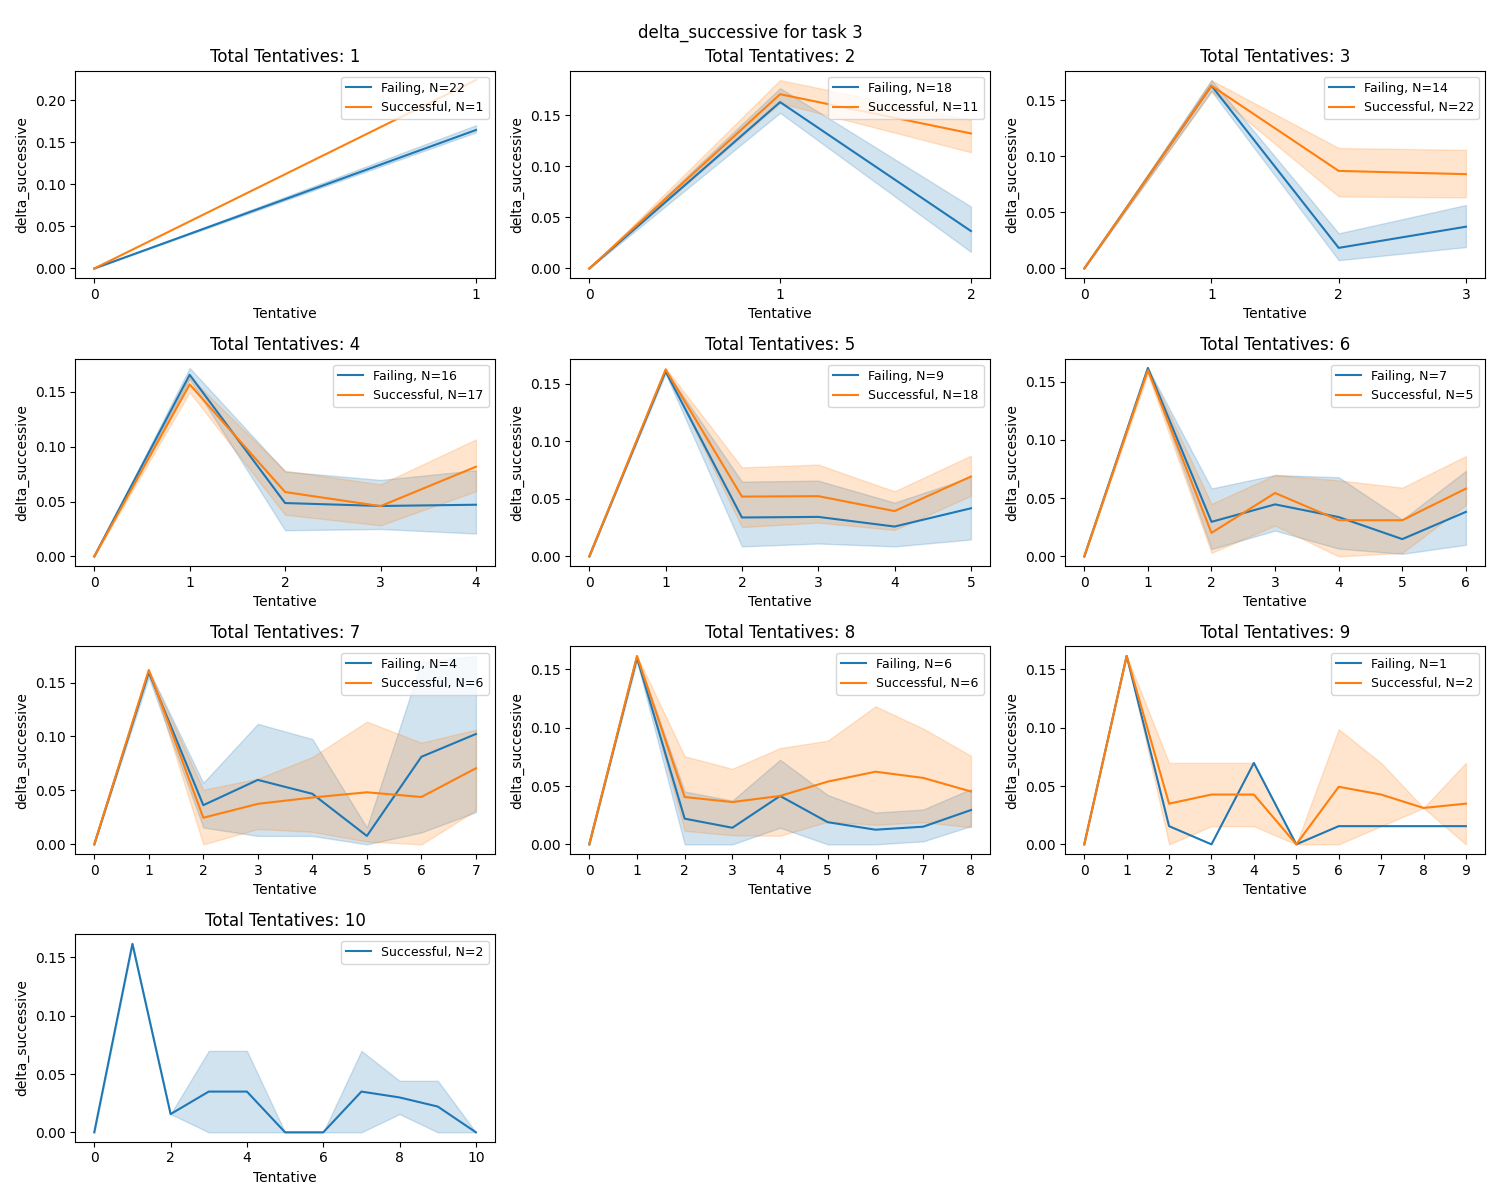 delta_successive for task 3
Total Tentatives: 1
0.20
0.15
0.10
0.05
0.00
delta_successive
0 1
Tentative
Failing, N=22
Successful, N=1
Total Tentatives: 2
0.15
0.10
0.05
0.00
delta_successive
0 1 2
Tentative
Failing, N=18
Successful, N=11
Total Tentatives: 3
0.15
0.10
0.05
0.00
delta_successive
0 1 2 3
Tentative
Failing, N=14
Successful, N=22
Total Tentatives: 4
0.15
0.10
0.05
0.00
delta_successive
0 1 2 3 4
Tentative
Failing, N=16
Successful, N=17
Total Tentatives: 5
0.15
0.10
0.05
0.00
delta_successive
0 1 2 3 4 5
Tentative
Failing, N=9
Successful, N=18
Total Tentatives: 6
0.15
0.10
0.05
0.00
delta_successive
0 1 2 3 4 5 6
Tentative
Failing, N=7
Successful, N=5
Total Tentatives: 7
0.15
0.10
0.05
0.00
delta_successive
0 1 2 3 4 5 6 7
Tentative
Failing, N=4
Successful, N=6
Total Tentatives: 8
0.15
0.10
0.05
0.00
delta_successive
0 1 2 3 4 5 6 7 8
Tentative
Failing, N=6
Successful, N=6
Total Tentatives: 9
0.15
0.10
0.05
0.00
delta_successive
0 1 2 3 4 5 6 7 8 9
Tentative
Failing, N=1
Successful, N=2
Total Tentatives: 10
0.15
0.10
0.05
0.00
delta_successive
0 2 4 6 8 10
Tentative
Successful, N=2